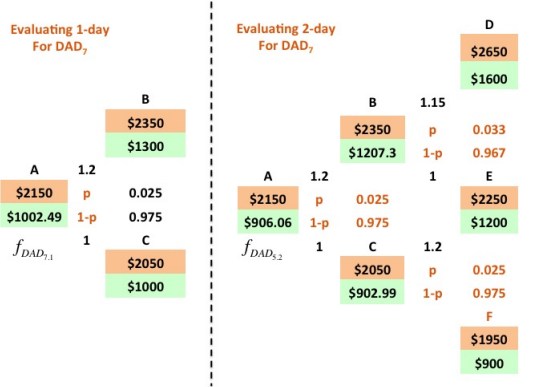 Evaluating 1-day
For DAD7
B
$2350
$1300
A 1.2
$2150 p 0.025
$1002.49 1-p 0.975
fDAD7.1 1 C
$2050
$1000
Evaluating 2-day
For DAD7
D
$2650
$1600
B 1.15
$2350 p 0.033
$1207.3 1-p 0.967
A 1.2 1 E
$2150 p 0.025 $2250
$906.06 1-p 0.975 $1200
fDAD5.2 1 C 1.2
$2050 p 0.025
$902.99 1-p 0.975
F
$1950
$900